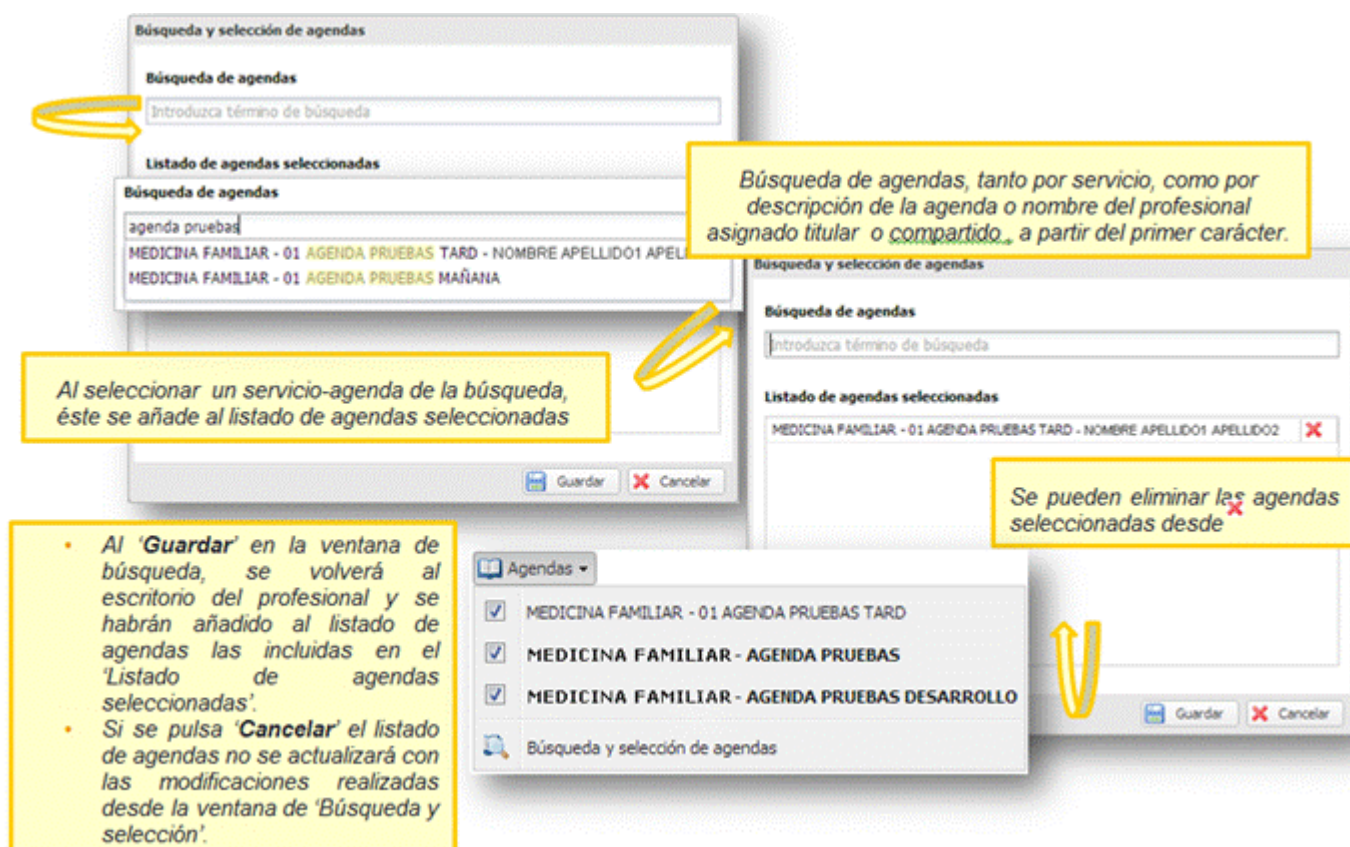 Búsqueda y selección de agendas
Búsqueda de agendas
Introduzca término de búsqueda
Listado de agendas seleccionadas
Búsqueda de agendas
agenda pruebas
MEDICINA FAMILIAR - 01 AGENDA PRUEBAS TARD - NOMBRE APELLIDO1 APEL
MEDICINA FAMILIAR - 01 AGENDA PRUEBAS MAÑANA
Búsqueda de agendas, tanto por servicio, como por
descripción de la agenda o nombre del profesional
asignado titular o compartido , a partir del primer carácter.
Al seleccionar un servicio-agenda de la búsqueda,
éste se añade al listado de agendas seleccionadas
Guardar Cancelar
Búsqueda y selección de agendas
Búsqueda de agendas
Introduzca término de búsqueda
Listado de agendas seleccionadas
MEDICINA FAMILIAR - 01 AGENDA PRUEBAS TARD - NOMBRE APELLIDO1 APELLIDO2
Se pueden eliminar las agendas
seleccionadas desde
Guardar Cancelar
• Al ‘Guardar’ en la ventana de
búsqueda, se volverá al
escritorio del profesional y se
habrán añadido al listado de
agendas las incluidas en el
‘Listado de agendas
seleccionadas’.
• Si se pulsa ‘Cancelar’ el listado
de agendas no se actualizará con
las modificaciones realizadas
desde la ventana de ‘Búsqueda y
selección’.
Agendas
MEDICINA FAMILIAR - 01 AGENDA PRUEBAS TARD
MEDICINA FAMILIAR - AGENDA PRUEBAS
MEDICINA FAMILIAR - AGENDA PRUEBAS DESARROLLO
Búsqueda y selección de agendas